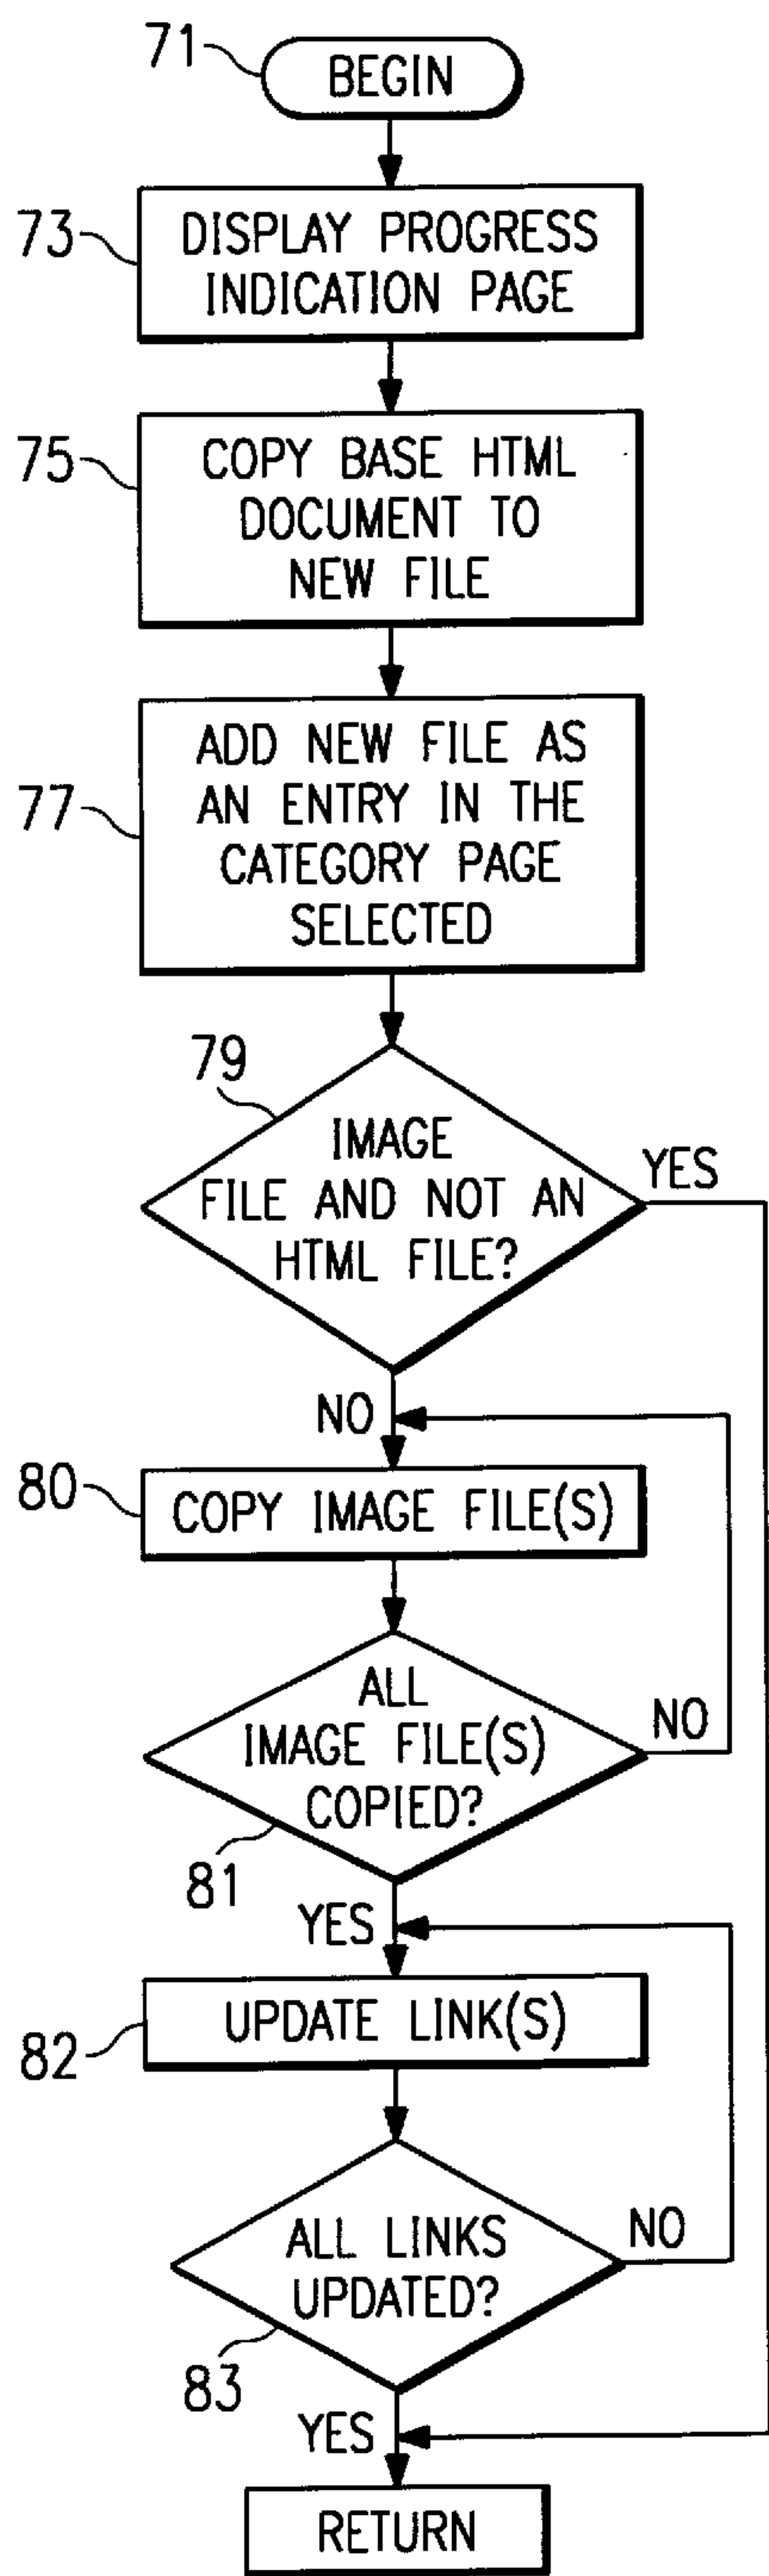 71
BEGIN
73
DISPLAY PROGRESS
INDICATION PAGE
75
COPY BASE HTML
DOCUMENT TO
NEW FILE
77
ADD NEW FILE AS
AN ENTRY IN THE
CATEGORY PAGE
SELECTED
79
IMAGE
FILE AND NOT AN
HTML FILE?
YES
NO
80
COPY IMAGE FILE(S)
ALL
IMAGE FILE(S)
COPIED?
NO
81
YES
82
UPDATE LINK(S)
ALL LINKS
UPDATED?
NO
83
YES
RETURN